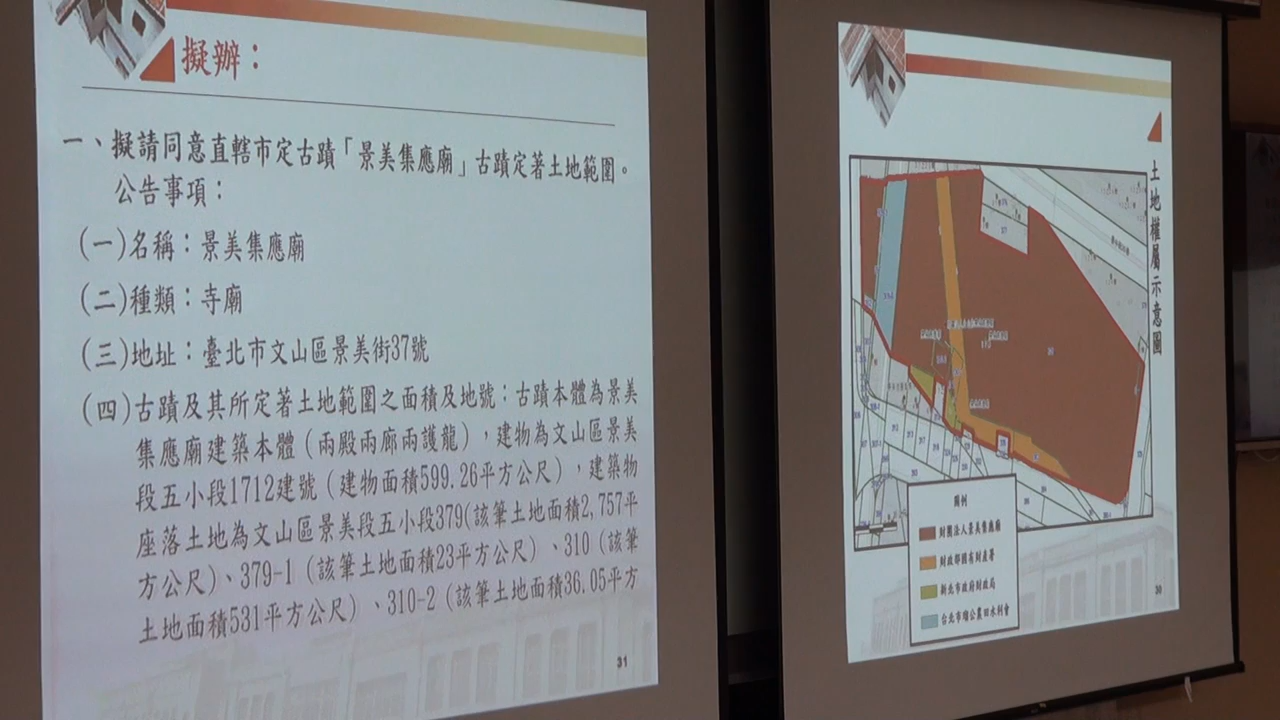 擬辦：
一、擬請同意直轄市定古蹟「景美集應廟」古蹟定著土地範圍。
公告事項：
(一)名稱：景美集應廟
(二)種類：寺廟
(三)地址：臺北市文山區景美街37號
(四)古蹟及其所定著土地範圍之面積及地號：古蹟本體為景美
集應廟建築本體（兩殿兩廊兩護龍），建物為文山區景美
段五小段1712建號（建物面積599.26平方公尺），建築物
座落土地為文山區景美段五小段379(該筆土地面積2,757平
方公尺)、379-1（該筆土地面積23平方公尺）、310（該筆
土地面積531平方公尺）、310-2（該筆土地面積36.05平方
31
土地權屬示意圖
圖例
財團法人景美集應廟
財政部國有財產署
新北市政府財政局
台北市瑠公農田水利會
30